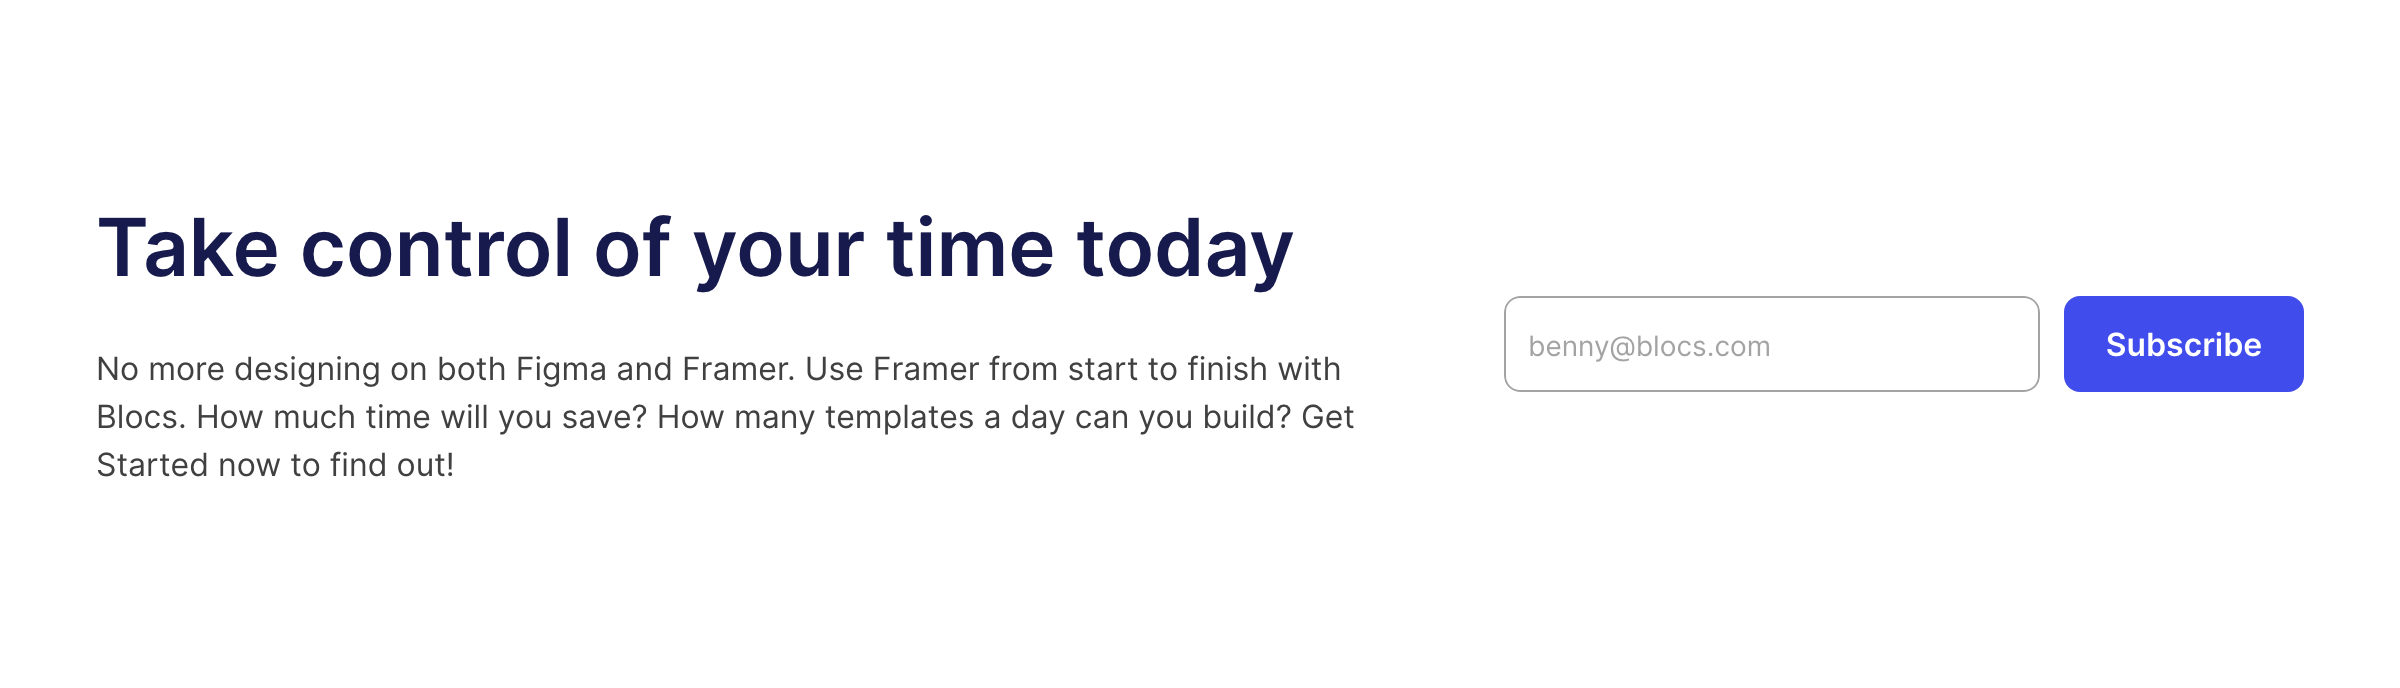 Take control of your time today
No more designing on both Figma and Framer. Use Framer from start to finish with
Blocs. How much time will you save? How many templates a day can you build? Get
Started now to find out!
benny@blocs.com
Subscribe